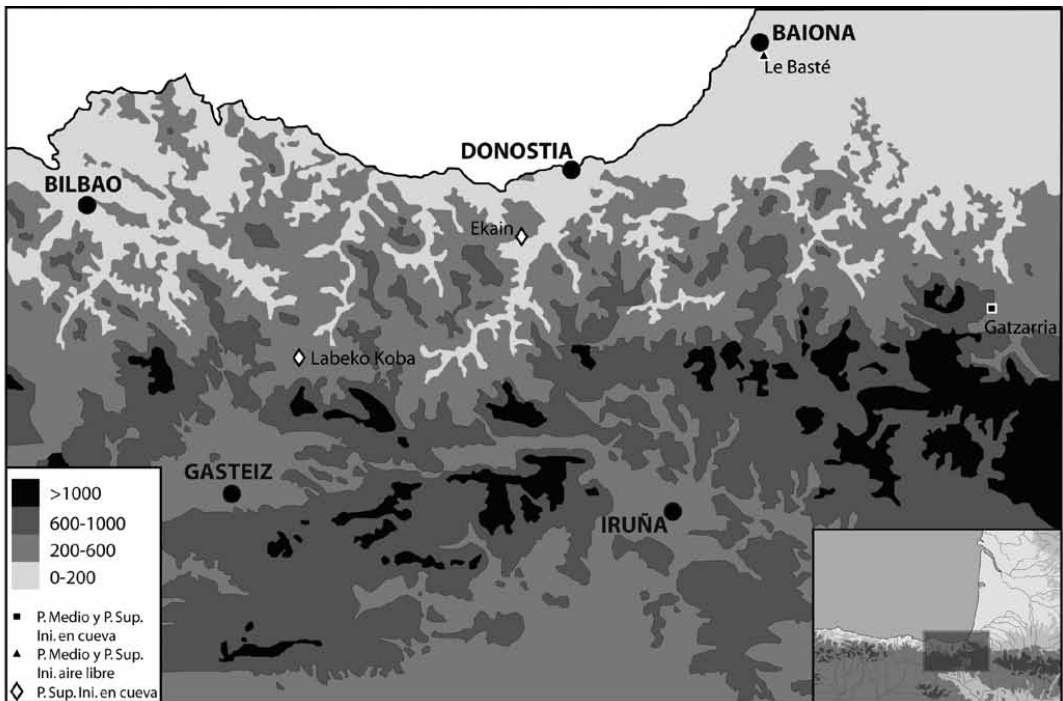 BAIONA
Le Basté
DONOSTIA
BILBAO
Ekain
Gatzarria
Labeko Koba
GASTEIZ
IRUÑA
>1000
600-1000
200-600
0-200
P. Medio y P. Sup.
Ini. en cueva
P. Medio y P. Sup.
Ini. aire libre
P. Sup. Ini. en cueva